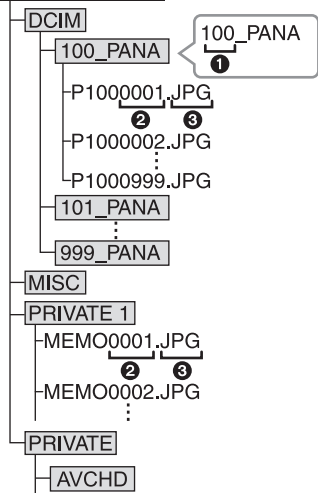 DCIM
100_PANA
100_PANA
❶
P1000001.JPG
❷ ❸
P1000002.JPG
P1000999.JPG
101_PANA
999_PANA
MISC
PRIVATE 1
MEMO0001.JPG
❷ ❸
MEMO0002.JPG
PRIVATE
AVCHD